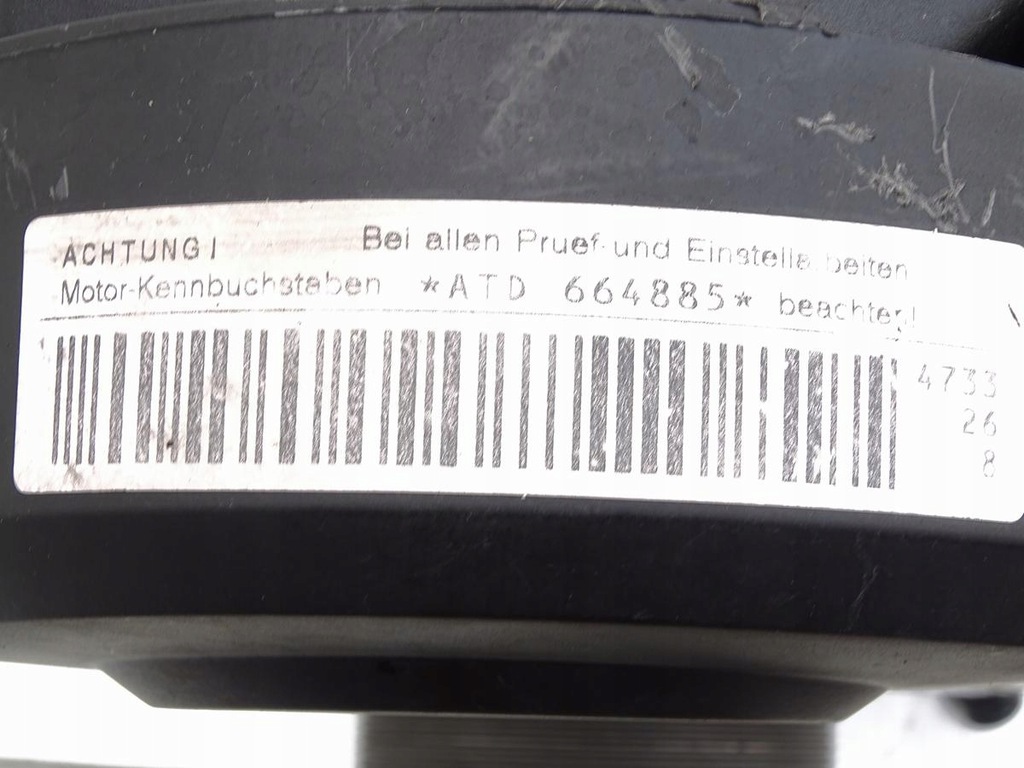 ACHTUNG! Bei allen Pruef-und Einstellarbeiten
Motor-Kennbuchstaben *ATD 664885* beachten!
4733
26
8